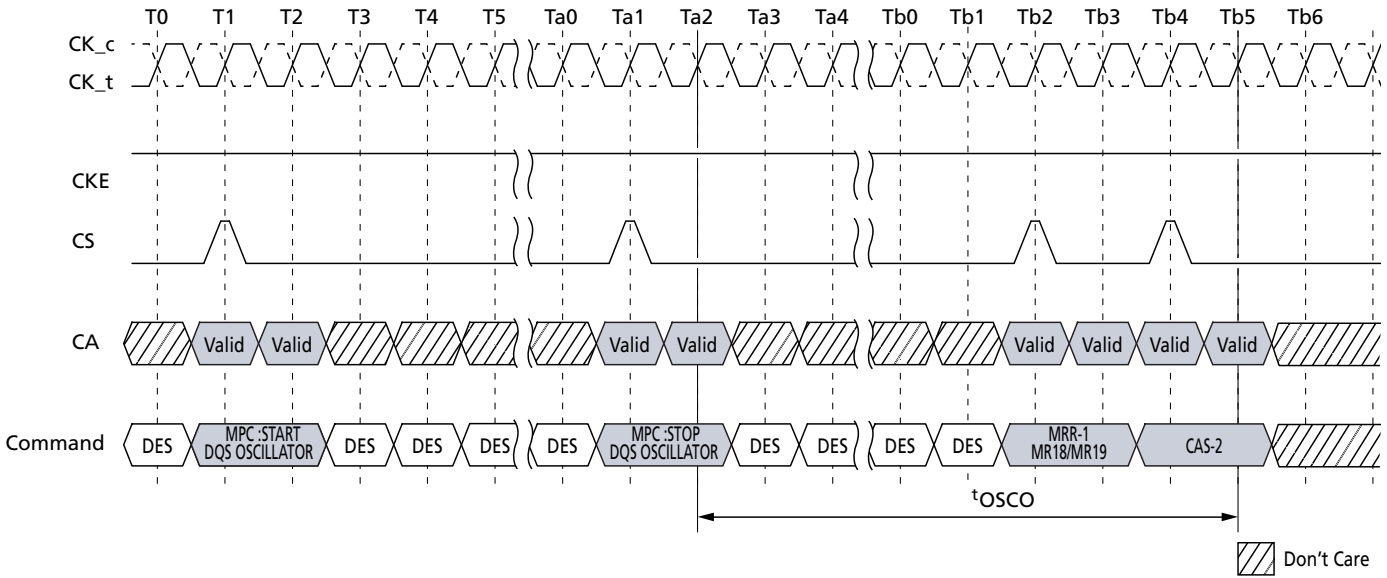 T0 T1 T2 T3 T4 T5 Ta0 Ta1 Ta2 Ta3 Ta4 Tb0 Tb1 Tb2 Tb3 Tb4 Tb5 Tb6
CK_c
CK_t
CKE
CS
CA Valid Valid Valid Valid Valid Valid Valid Valid
Command DES MPC :START DES DES DES DES MPC :STOP DES DES DES DES MRR-1 CAS-2
DQS OSCILLATOR DQS OSCILLATOR MR18/MR19
tOSCO
Don't Care